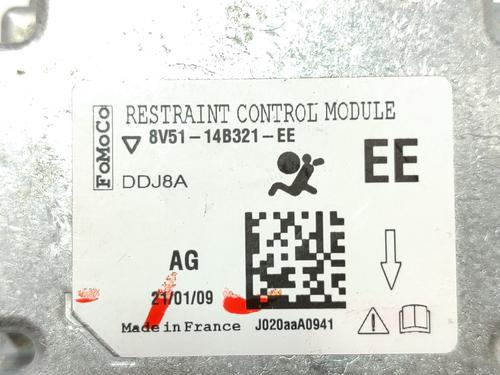 FoMoCo
RESTRAINT CONTROL MODULE
8V51-14B321-EE
DDJ8A
EE
AG
21/01/09
Made in France J020aaA0941